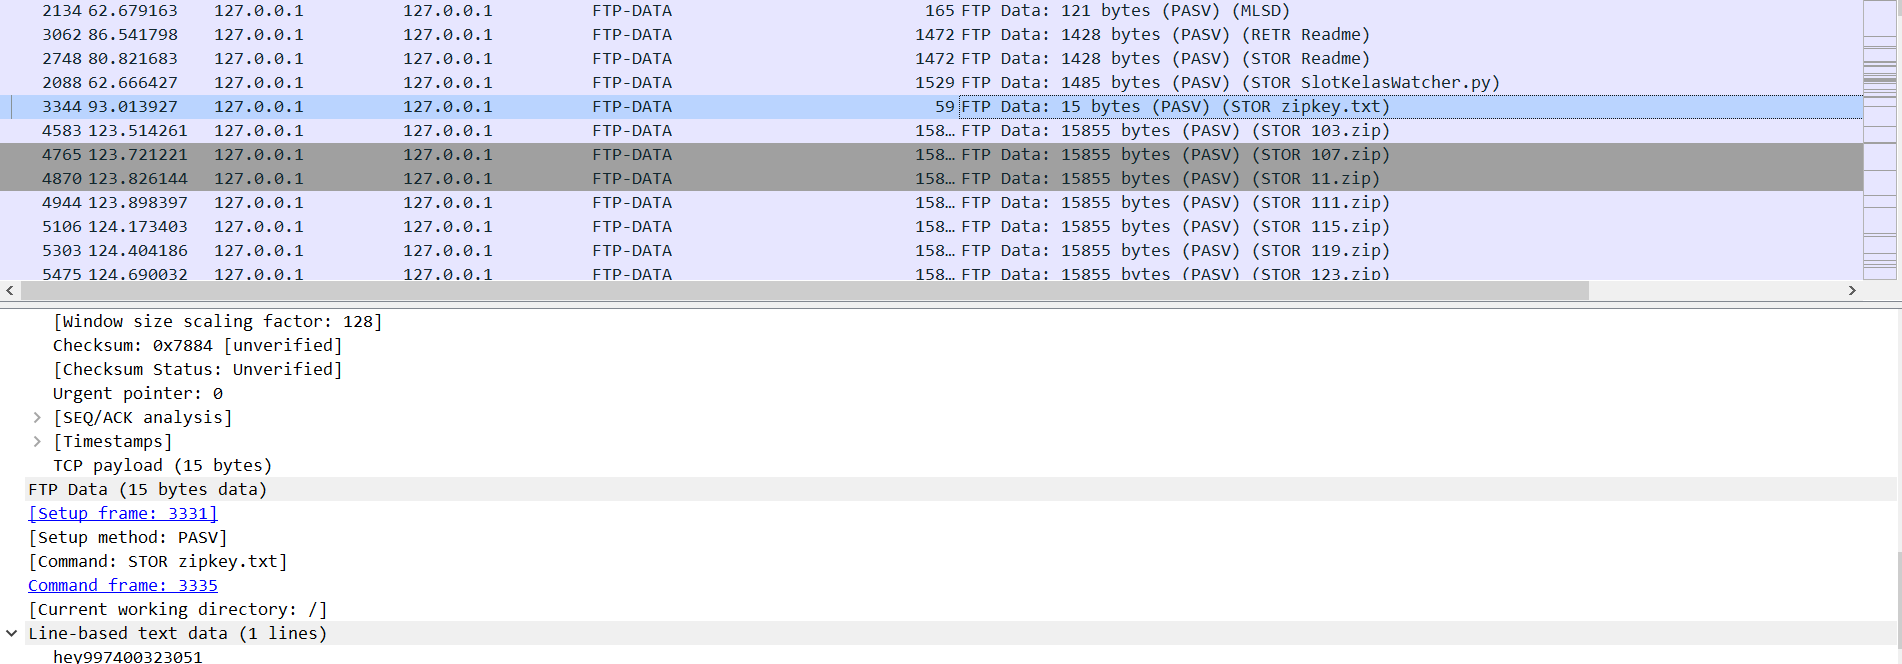 2134 62.679163 127.0.0.1 127.0.0.1 FTP-DATA 165 FTP Data: 121 bytes (PASV) (MLSD)
3062 86.541798 127.0.0.1 127.0.0.1 FTP-DATA 1472 FTP Data: 1428 bytes (PASV) (RETR Readme)
2748 80.821683 127.0.0.1 127.0.0.1 FTP-DATA 1472 FTP Data: 1428 bytes (PASV) (STOR Readme)
2088 62.666427 127.0.0.1 127.0.0.1 FTP-DATA 1529 FTP Data: 1485 bytes (PASV) (STOR SlotKelasWatcher.py)
3344 93.013927 127.0.0.1 127.0.0.1 FTP-DATA 59 FTP Data: 15 bytes (PASV) (STOR zipkey.txt)
4583 123.514261 127.0.0.1 127.0.0.1 FTP-DATA 158… FTP Data: 15855 bytes (PASV) (STOR 103.zip)
4765 123.721221 127.0.0.1 127.0.0.1 FTP-DATA 158… FTP Data: 15855 bytes (PASV) (STOR 107.zip)
4870 123.826144 127.0.0.1 127.0.0.1 FTP-DATA 158… FTP Data: 15855 bytes (PASV) (STOR 11.zip)
4944 123.898397 127.0.0.1 127.0.0.1 FTP-DATA 158… FTP Data: 15855 bytes (PASV) (STOR 111.zip)
5106 124.173403 127.0.0.1 127.0.0.1 FTP-DATA 158… FTP Data: 15855 bytes (PASV) (STOR 115.zip)
5303 124.404186 127.0.0.1 127.0.0.1 FTP-DATA 158… FTP Data: 15855 bytes (PASV) (STOR 119.zip)
5475 124.690032 127.0.0.1 127.0.0.1 FTP-DATA 158… FTP Data: 15855 bytes (PASV) (STOR 123.zip)
[Window size scaling factor: 128]
Checksum: 0x7884 [unverified]
[Checksum Status: Unverified]
Urgent pointer: 0
[SEQ/ACK analysis]
[Timestamps]
TCP payload (15 bytes)
FTP Data (15 bytes data)
[Setup frame: 3331]
[Setup method: PASV]
[Command: STOR zipkey.txt]
Command frame: 3335
[Current working directory: /]
Line-based text data (1 lines)
hey997400323051